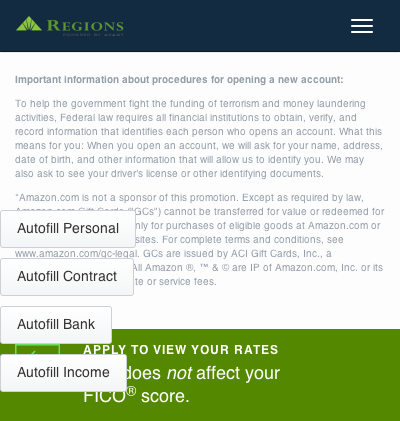 REGIONS
Important information about procedures for opening a new account:
To help the government fight the funding of terrorism and money laundering
activities, Federal law requires all financial institutions to obtain, verify, and
record information that identifies each person who opens an account. What this
means for you: When you open an account, we will ask for your name, address,
date of birth, and other information that will allow us to identify you. We may
also ask to see your driver's license or other identifying documents.
*Amazon.com is not a sponsor of this promotion. Except as required by law,
Amazon.com Gift Cards ("GCs") cannot be transferred for value or redeemed for
Autofill Personal
only for purchases of eligible goods at Amazon.com or
sites. For complete terms and conditions, see
www.amazon.com/gc-legal. GCs are issued by ACI Gift Cards, Inc., a
Autofill Contract
All Amazon ®, ™ & © are IP of Amazon.com, Inc. or its
or service fees.
Autofill Bank
APPLY TO VIEW YOUR RATES
Autofill Income
does not affect your
FICO® score.